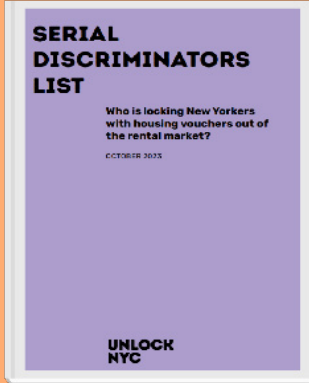 SERIAL
DISCRIMINATORS
LIST
Who is locking New Yorkers
with housing vouchers out of
the rental market?
OCTOBER 2023
UNLOCK
NYC